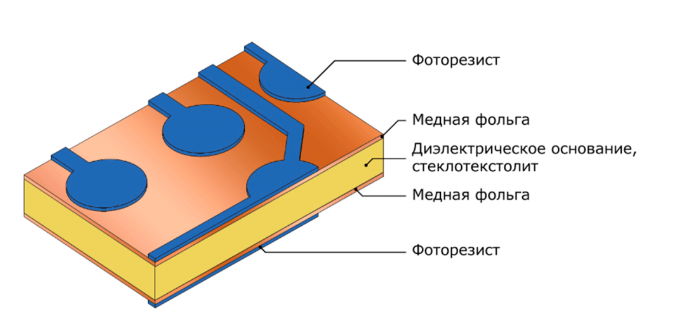 Фоторезист
Медная фольга
Диэлектрическое основание,
стеклотекстолит
Медная фольга
Фоторезист